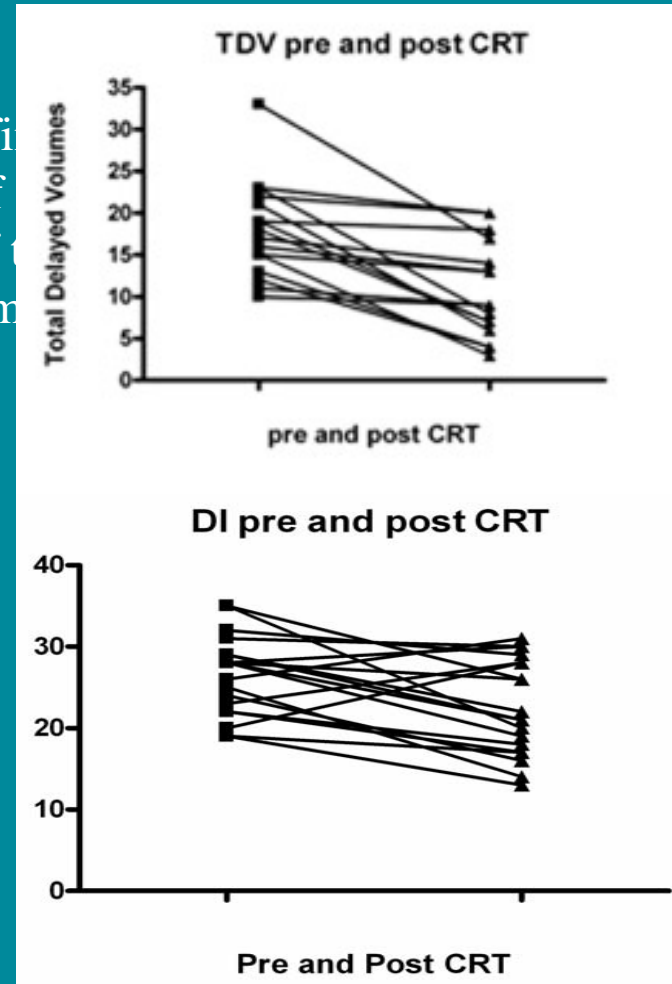 TDV pre and post CRT
Total Delayed Volumes
35
30
25
20
15
10
5
0
pre and post CRT
DI pre and post CRT
40
30
20
10
0
Pre and Post CRT